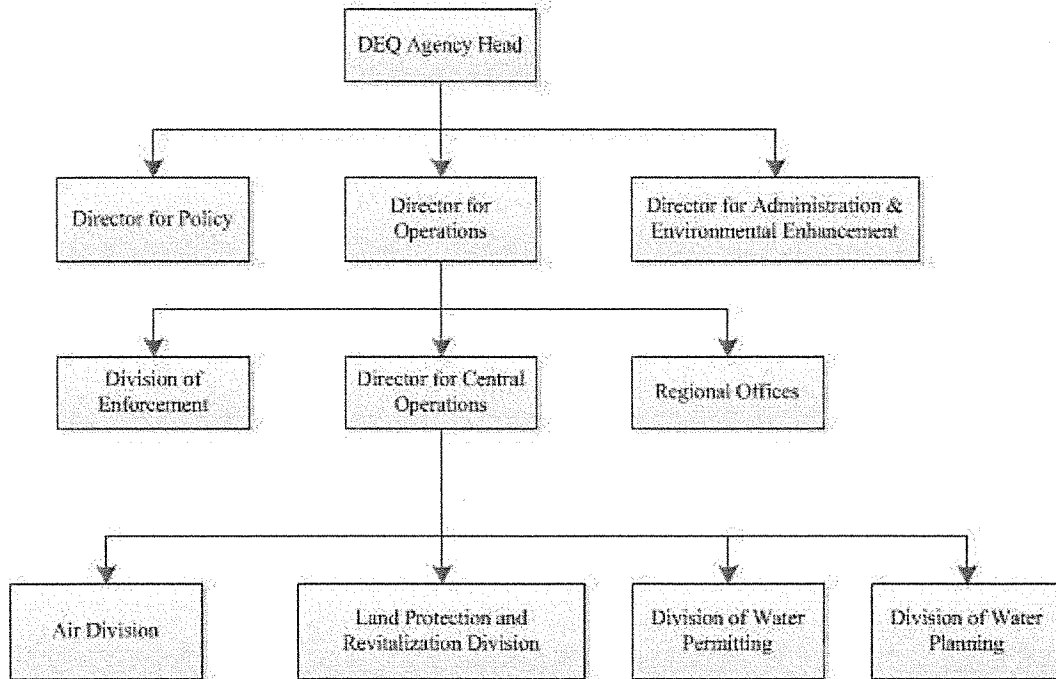 DEQ Agency Head
Director for Policy
Director for
Operations
Director for Administration &
Environmental Enhancement
Division of
Enforcement
Director for Central
Operations
Regional Offices
Air Division
Land Protection and
Revitalization Division
Division of Water
Permitting
Division of Water
Planning